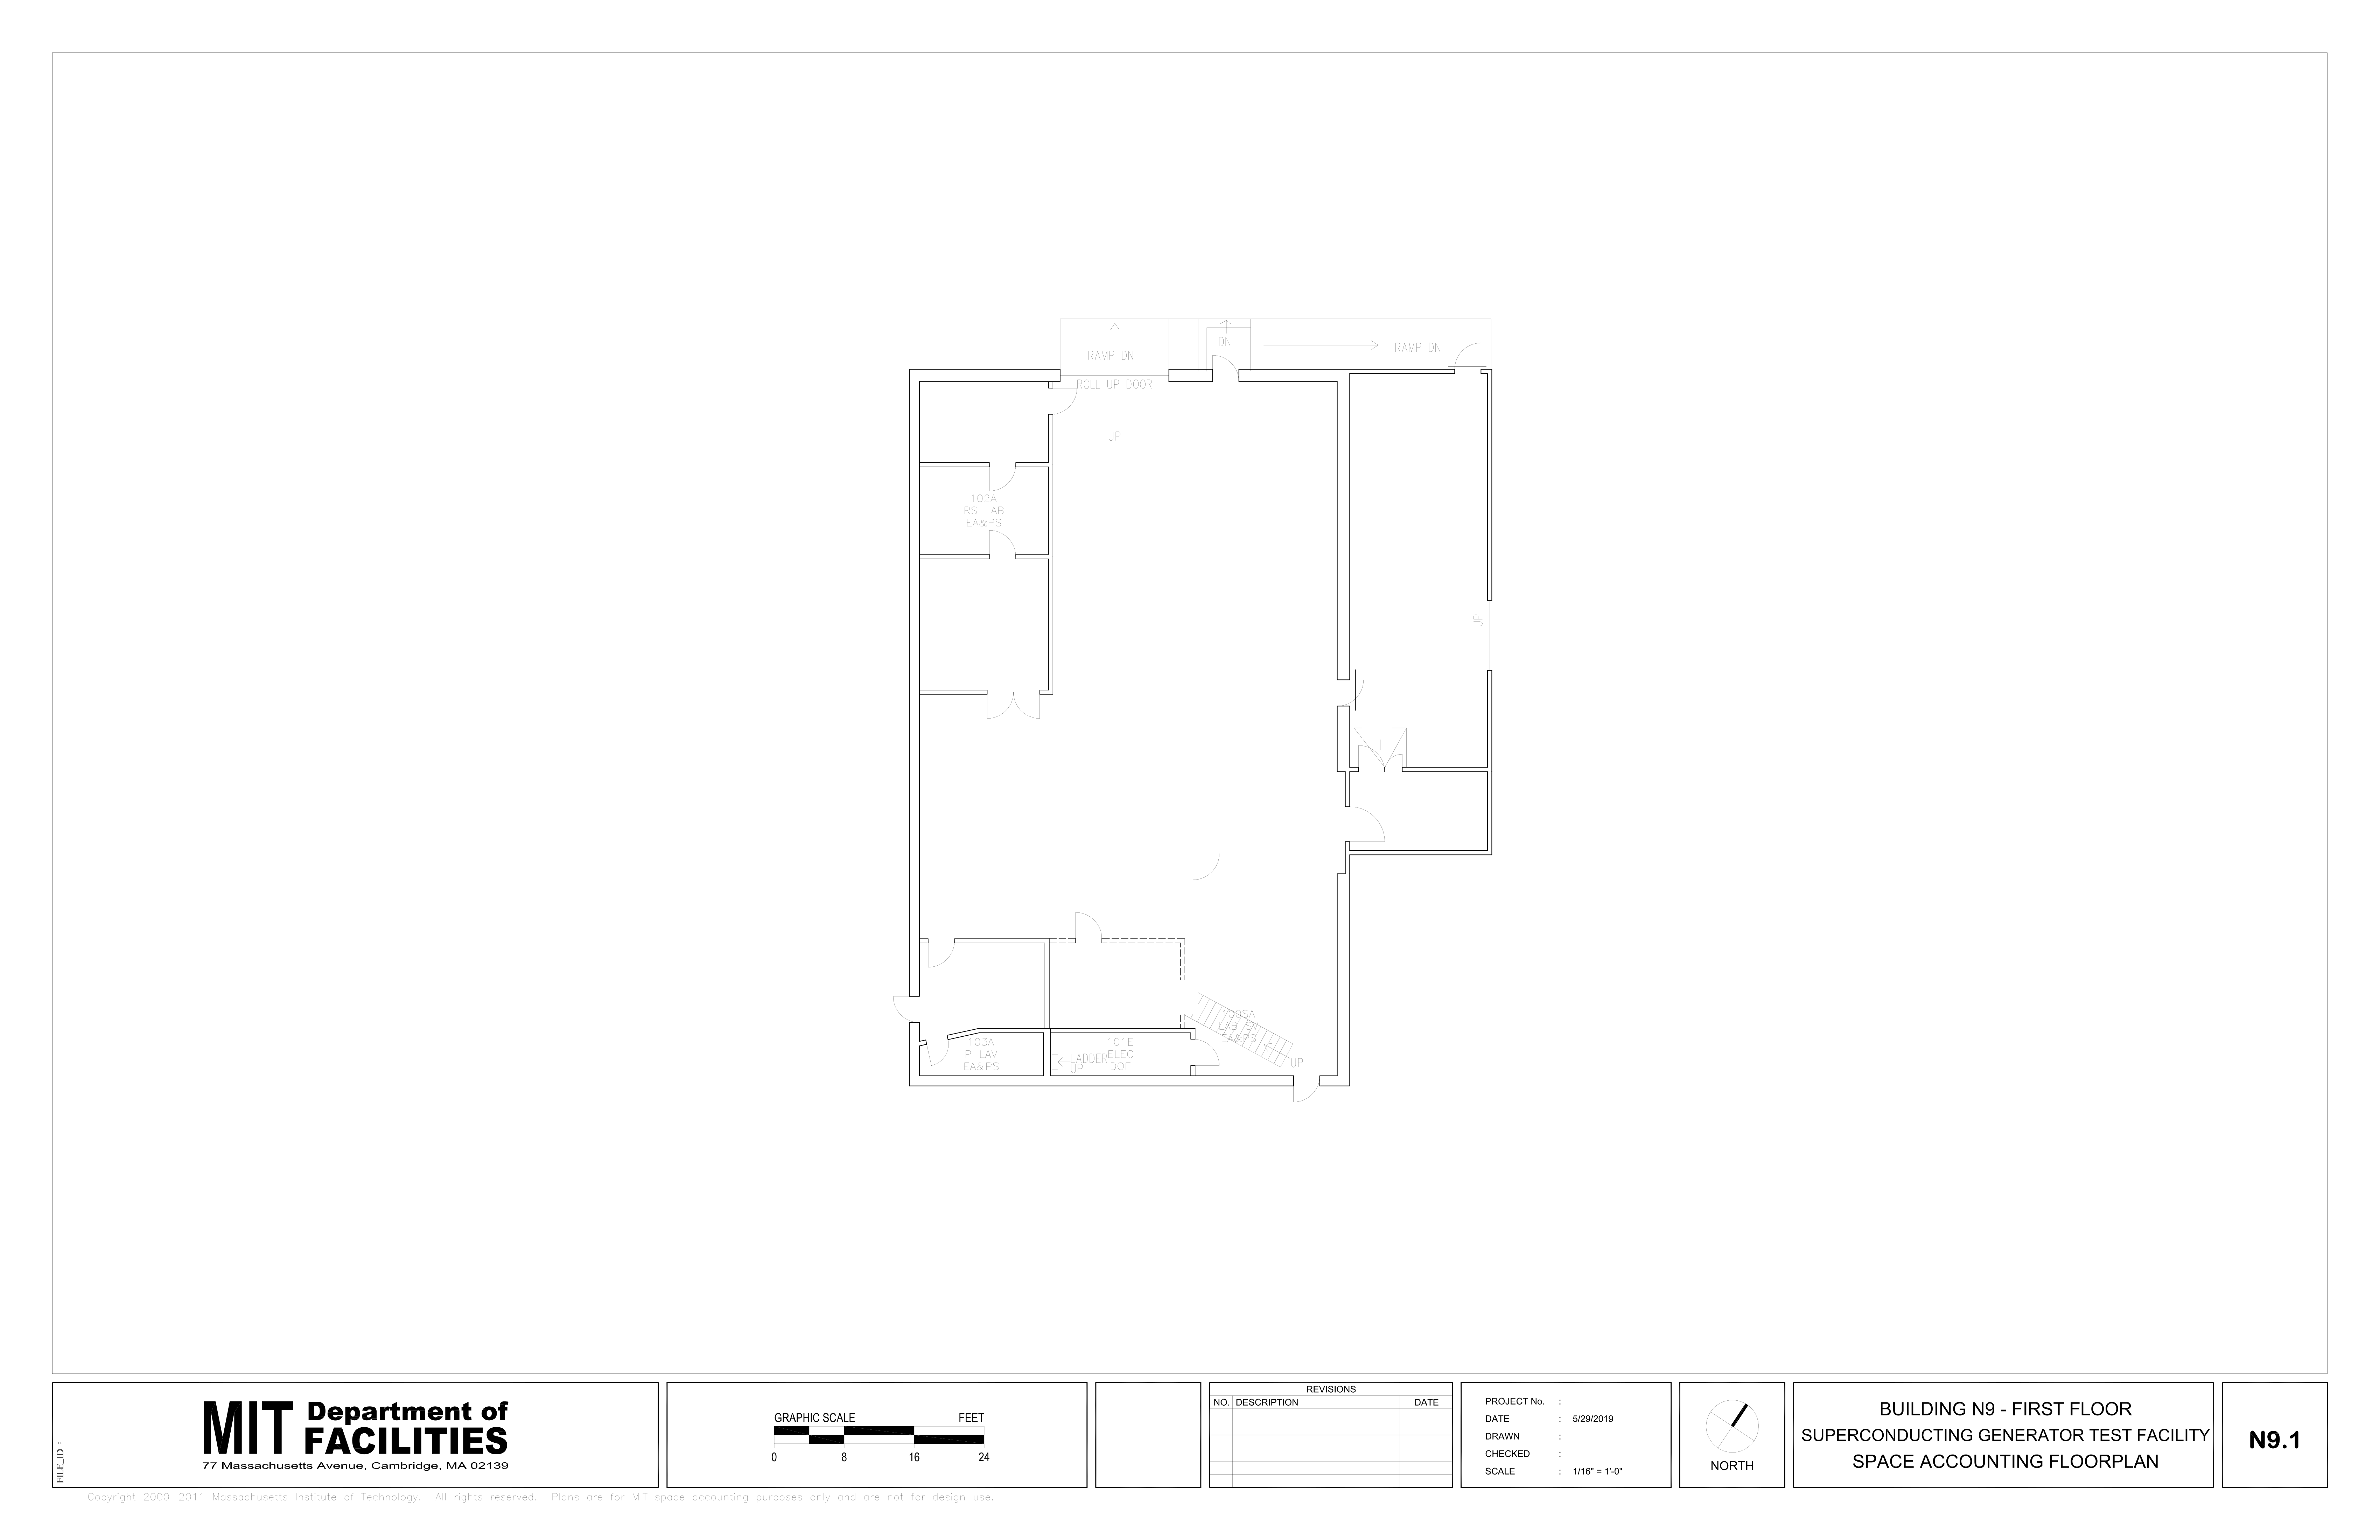 RAMP DN
DN
RAMP DN
ROLL UP DOOR
UP
102A
RS AB
EA&PS
UP
100SA
LAB SV
EA&PS
UP
103A
P LAV
EA&PS
LADDER
UP
101E
ELEC
DOF
FILE_ID :
MIT Department of
FACILITIES
77 Massachusetts Avenue, Cambridge, MA 02139
GRAPHIC SCALE FEET
0 8 16 24
REVISIONS
NO. DESCRIPTION DATE
PROJECT No. :
DATE : 5/29/2019
DRAWN :
CHECKED :
SCALE : 1/16" = 1'-0"
NORTH
BUILDING N9 - FIRST FLOOR
SUPERCONDUCTING GENERATOR TEST FACILITY
SPACE ACCOUNTING FLOORPLAN
N9.1
Copyright 2000-2011 Massachusetts Institute of Technology. All rights reserved. Plans are for MIT space accounting purposes only and are not for design use.